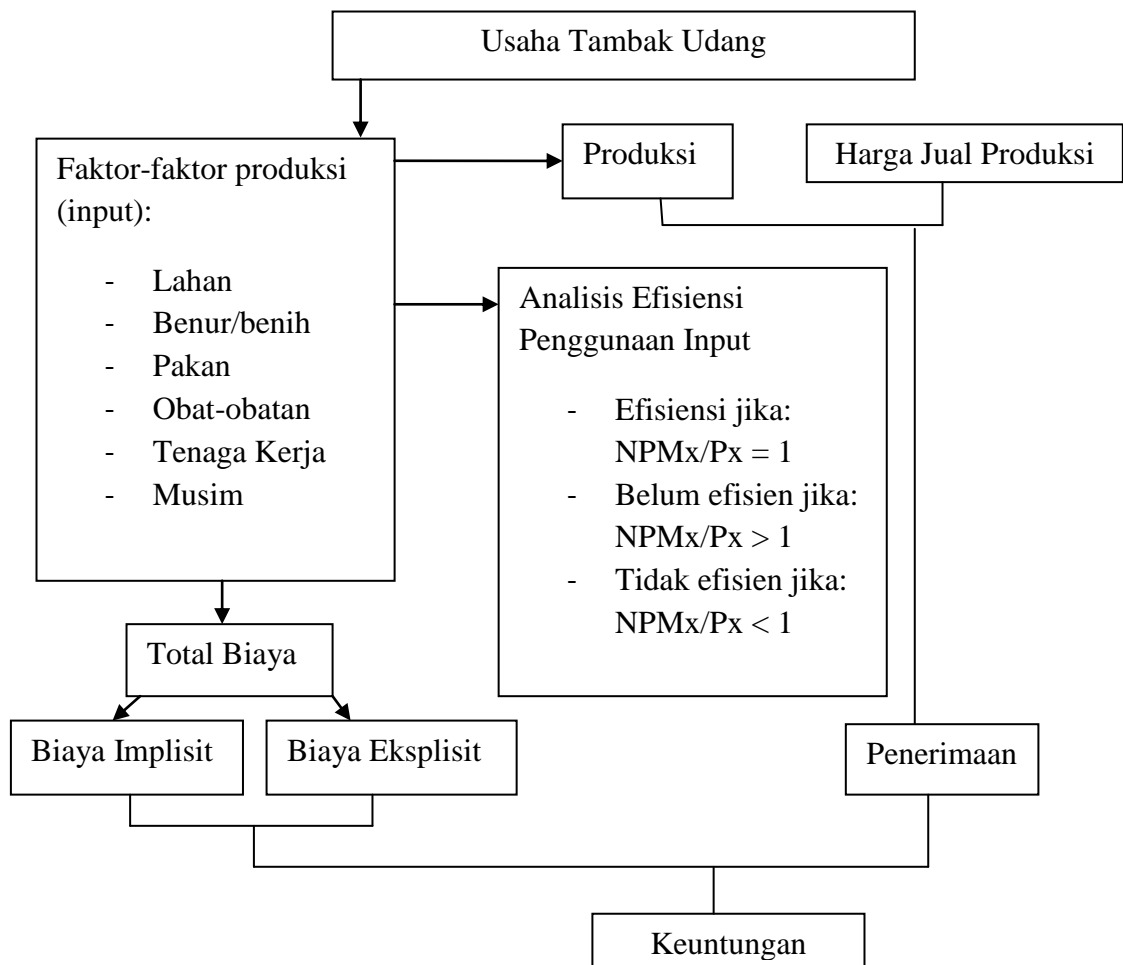 Usaha Tambak Udang
Faktor-faktor produksi
(input):
- Lahan
- Benur/benih
- Pakan
- Obat-obatan
- Tenaga Kerja
- Musim
Produksi
Harga Jual Produksi
Analisis Efisiensi
Penggunaan Input
- Efisiensi jika:
NPMx/Px = 1
- Belum efisien jika:
NPMx/Px > 1
- Tidak efisien jika:
NPMx/Px < 1
Total Biaya
Biaya Implisit
Biaya Eksplisit
Penerimaan
Keuntungan